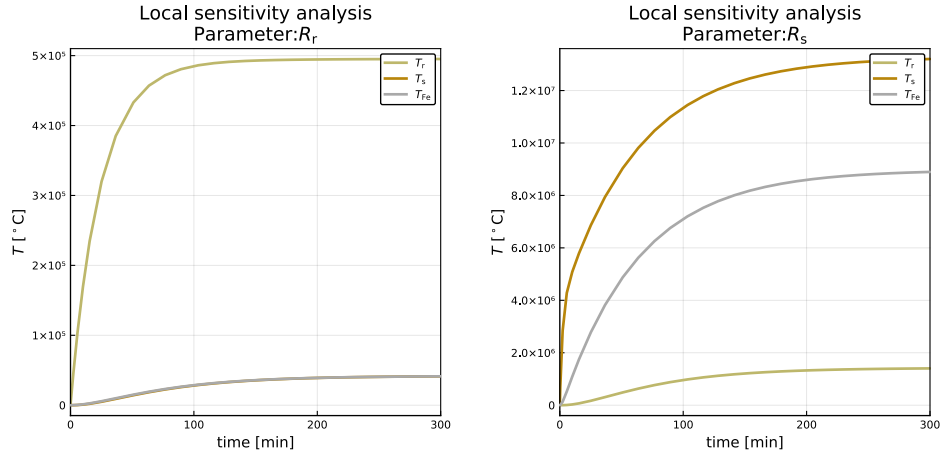 Local sensitivity analysis
Parameter:Rr
5×10⁵
4×10⁵
3×10⁵
2×10⁵
1×10⁵
0
T [°C]
Tr
Ts
TFe
0
100
200
300
time [min]
Local sensitivity analysis
Parameter:Rs
1.2×10⁷
1.0×10⁷
8.0×10⁶
6.0×10⁶
4.0×10⁶
2.0×10⁶
0
T [°C]
Tr
Ts
TFe
0
100
200
300
time [min]